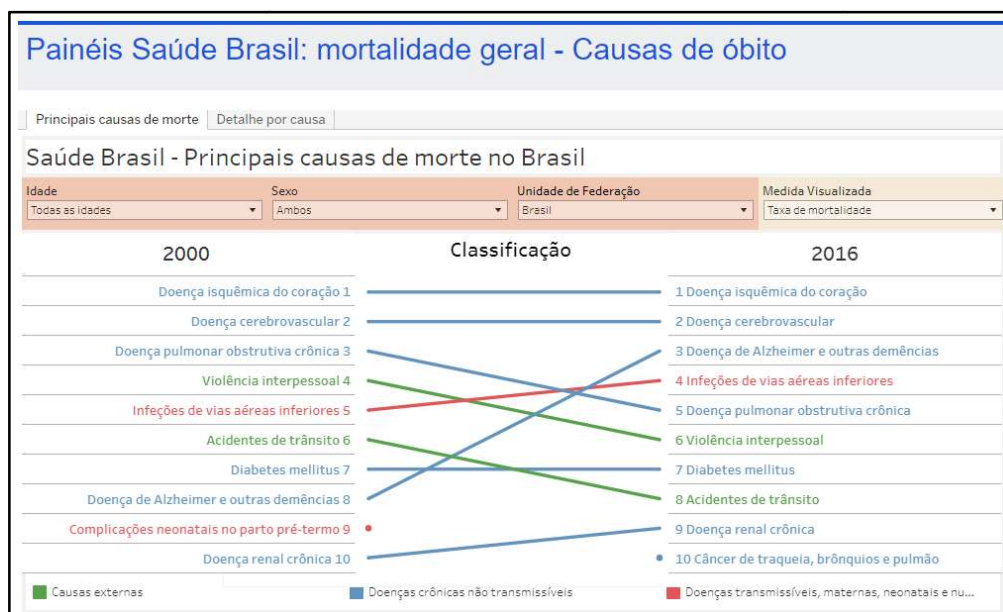 Painéis Saúde Brasil: mortalidade geral - Causas de óbito
Principais causas de morte Detalhe por causa
Saúde Brasil - Principais causas de morte no Brasil
Idade Sexo Unidade de Federação Medida Visualizada
Todas as idades Ambos Brasil Taxa de mortalidade
2000 Classificação 2016
Doença isquêmica do coração 1 1 Doença isquêmica do coração
Doença cerebrovascular 2 2 Doença cerebrovascular
Doença pulmonar obstrutiva crônica 3 3 Doença de Alzheimer e outras demências
Violência interpessoal 4 4 Infeções de vias aéreas inferiores
Infeções de vias aéreas inferiores 5 5 Doença pulmonar obstrutiva crônica
Acidentes de trânsito 6 6 Violência interpessoal
Diabetes mellitus 7 7 Diabetes mellitus
Doença de Alzheimer e outras demências 8 8 Acidentes de trânsito
Complicações neonatais no parto pré-termo 9 9 Doença renal crônica
Doença renal crônica 10 10 Câncer de traqueia, brônquios e pulmão
Causas externas Doenças crônicas não transmissíveis Doenças transmissíveis, maternas, neonatais e nu...